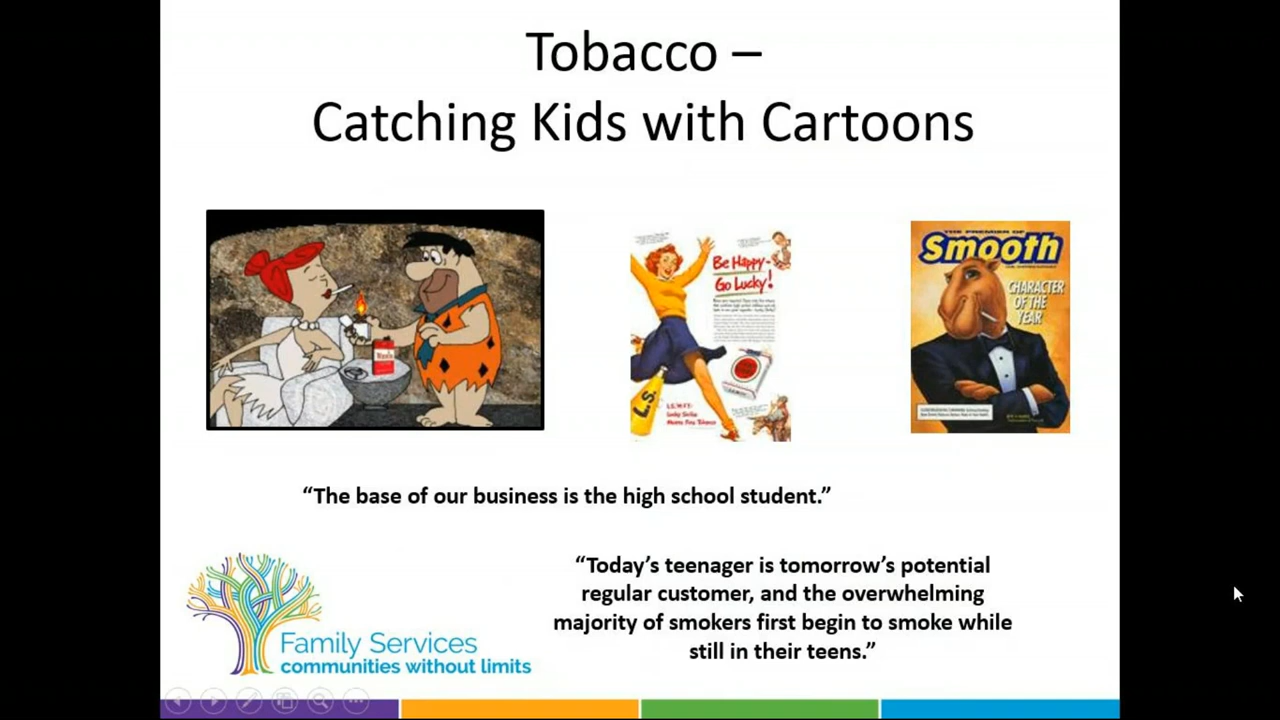 Tobacco –
Catching Kids with Cartoons
Be Happy-
Go Lucky!
L.S./M.F.T.
Lucky Strike
Means Fine Tobacco
L.S.
THE PREMIER OF
Smooth
CHARACTER
OF THE
YEAR
“The base of our business is the high school student.”
“Today’s teenager is tomorrow’s potential
regular customer, and the overwhelming
majority of smokers first begin to smoke while
still in their teens.”
Family Services
communities without limits